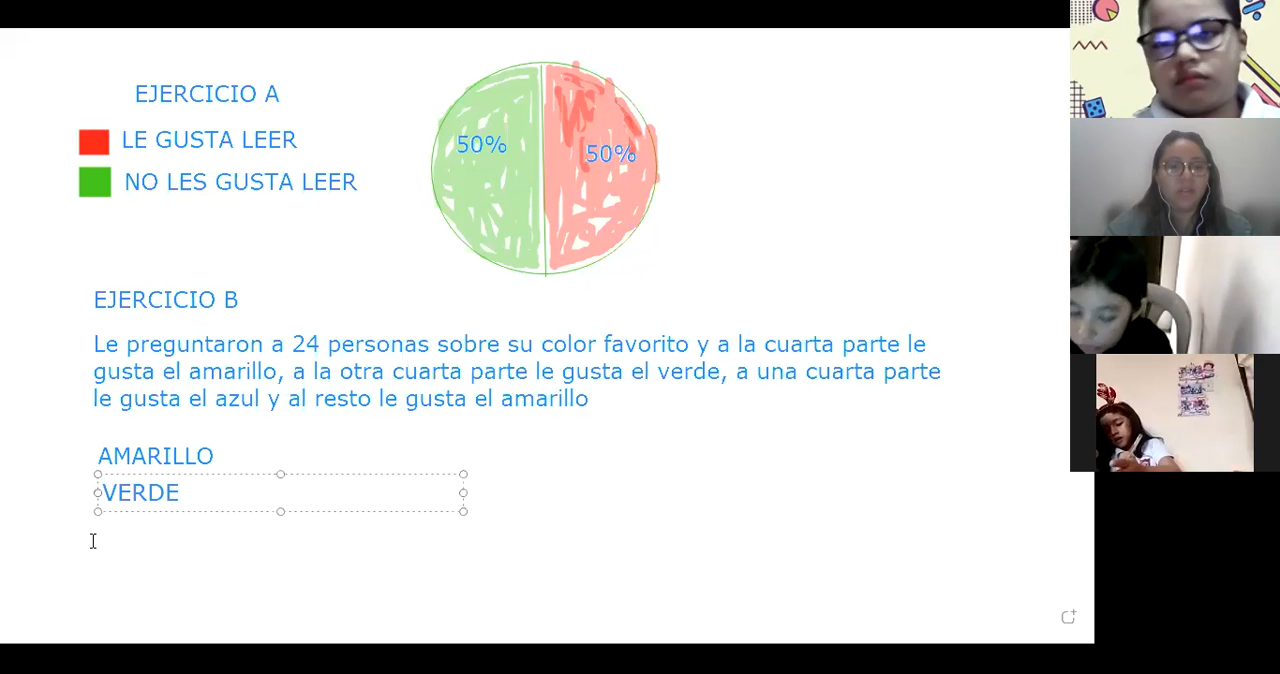 EJERCICIO A
LE GUSTA LEER
NO LES GUSTA LEER
50%
50%
EJERCICIO B
Le preguntaron a 24 personas sobre su color favorito y a la cuarta parte le
gusta el amarillo, a la otra cuarta parte le gusta el verde, a una cuarta parte
le gusta el azul y al resto le gusta el amarillo
AMARILLO
VERDE